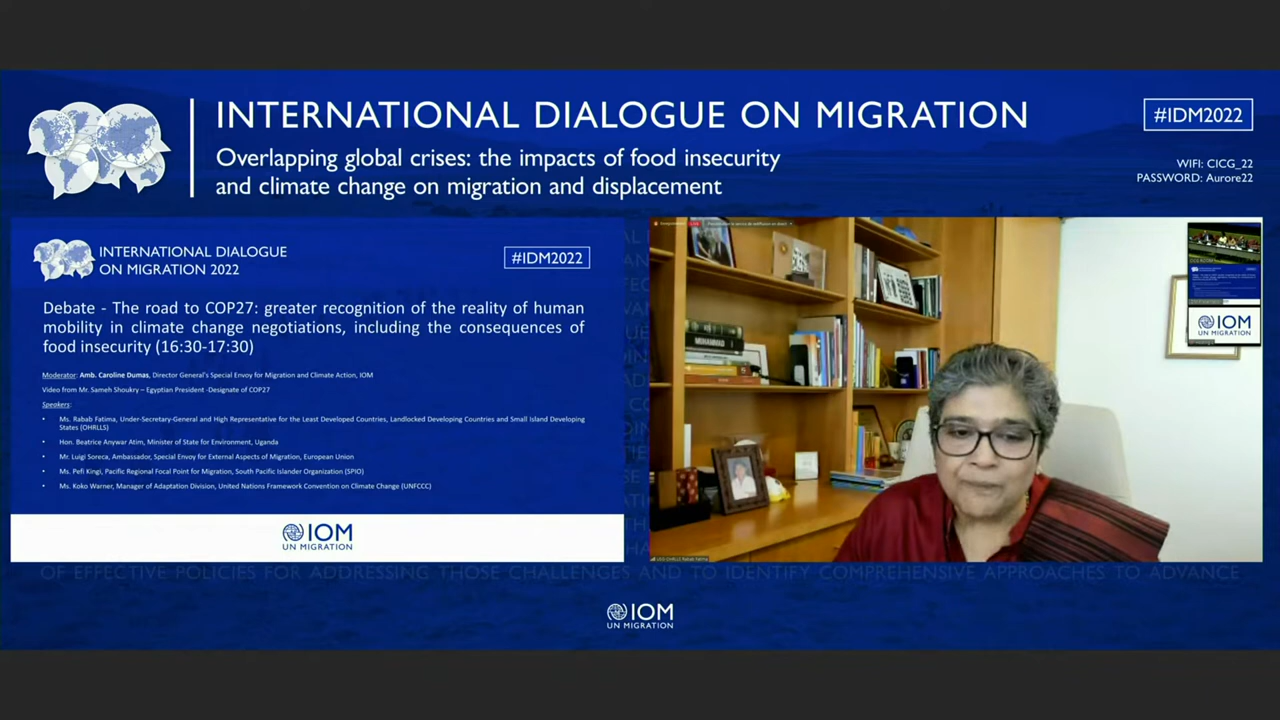 INTERNATIONAL DIALOGUE ON MIGRATION
Overlapping global crises: the impacts of food insecurity
and climate change on migration and displacement
#IDM2022
WIFI: CICG_22
PASSWORD: Aurore22
INTERNATIONAL DIALOGUE
ON MIGRATION 2022
#IDM2022
Debate - The road to COP27: greater recognition of the reality of human
mobility in climate change negotiations, including the consequences of
food insecurity (16:30-17:30)
Moderator: Amb. Caroline Dumas, Director General's Special Envoy for Migration and Climate Action, IOM
Video from Mr. Sameh Shoukry – Egyptian President -Designate of COP27
Speakers:
• Ms. Rabab Fatima, Under-Secretary-General and High Representative for the Least Developed Countries, Landlocked Developing Countries and Small Island Developing
States (OHRLLS)
• Hon. Beatrice Anywar Atim, Minister of State for Environment, Uganda
• Mr. Luigi Soreca, Ambassador, Special Envoy for External Aspects of Migration, European Union
• Ms. Pefi Kingi, Pacific Regional Focal Point for Migration, South Pacific Islander Organization (SPIO)
• Ms. Koko Warner, Manager of Adaptation Division, United Nations Framework Convention on Climate Change (UNFCCC)
IOM
UN MIGRATION
MUHAMMAD
IOM
UN MIGRATION
OF EFFECTIVE POLICIES FOR ADDRESSING THOSE CHALLENGES AND TO IDENTIFY COMPREHENSIVE APPROACHES TO ADVANCE
IOM
UN MIGRATION